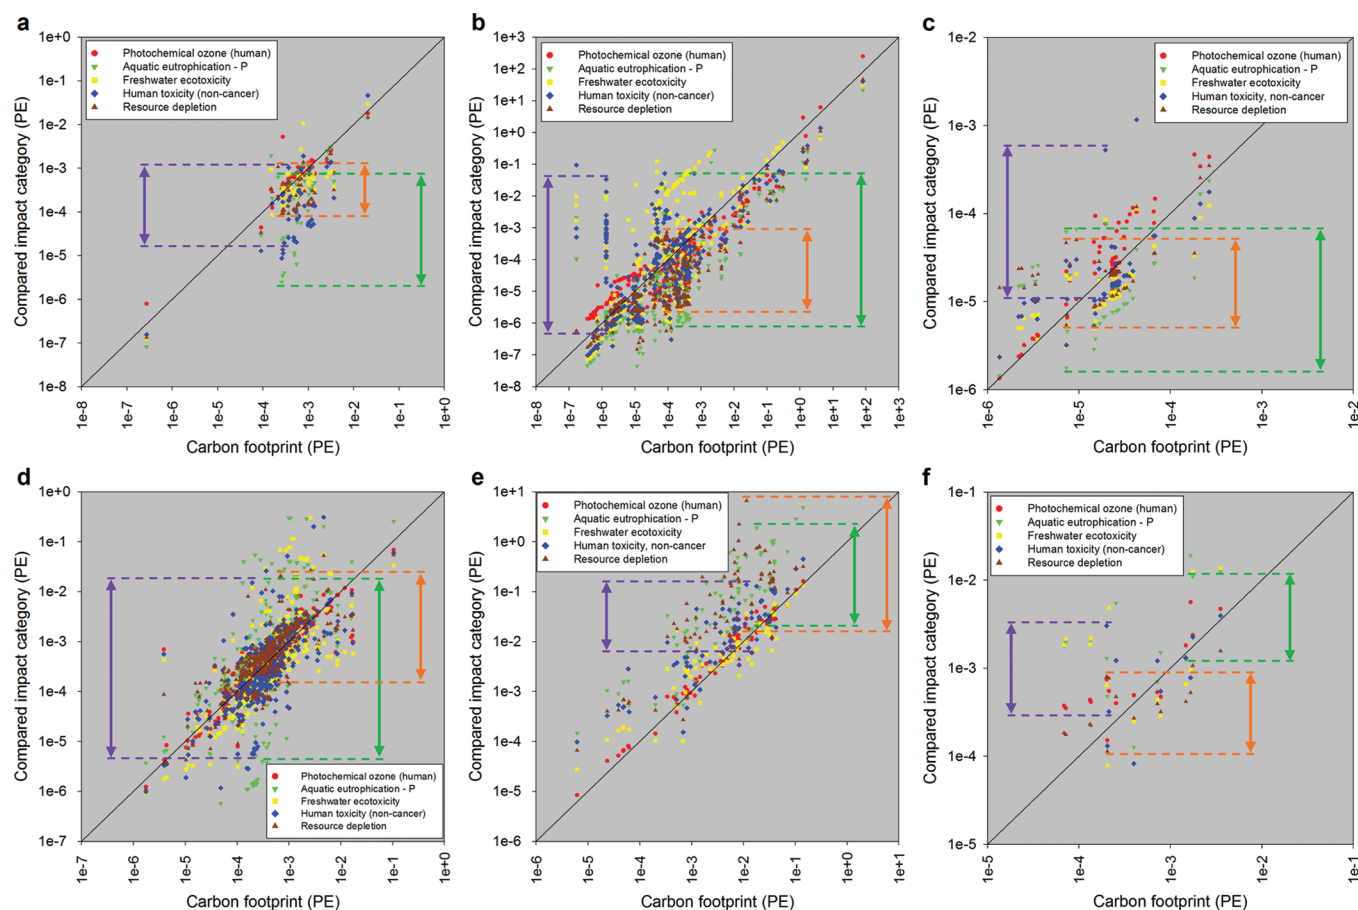 a
1e+0
1e-1
1e-2
1e-3
1e-4
1e-5
1e-6
1e-7
1e-8
Compared impact category (PE)
Photochemical ozone (human)
Aquatic eutrophication - P
Freshwater ecotoxicity
Human toxicity (non-cancer)
Resource depletion
1e-8
1e-7
1e-6
1e-5
1e-4
1e-3
1e-2
1e-1
1e+0
Carbon footprint (PE)
b
1e+3
1e+2
1e+1
1e+0
1e-1
1e-2
1e-3
1e-4
1e-5
1e-6
1e-7
1e-8
Compared impact category (PE)
Photochemical ozone (human)
Aquatic eutrophication - P
Freshwater ecotoxicity
Human toxicity (non-cancer)
Resource depletion
1e-8
1e-7
1e-6
1e-5
1e-4
1e-3
1e-2
1e-1
1e+0
1e+1
1e+2
1e+3
Carbon footprint (PE)
c
1e-2
1e-3
1e-4
1e-5
1e-6
Compared impact category (PE)
Photochemical ozone (human)
Aquatic eutrophication - P
Freshwater ecotoxicity
Human toxicity, non-cancer
Resource depletion
1e-6
1e-5
1e-4
1e-3
1e-2
Carbon footprint (PE)
d
1e+0
1e-1
1e-2
1e-3
1e-4
1e-5
1e-6
1e-7
Compared impact category (PE)
Photochemical ozone (human)
Aquatic eutrophication - P
Freshwater ecotoxicity
Human toxicity (non-cancer)
Resource depletion
1e-7
1e-6
1e-5
1e-4
1e-3
1e-2
1e-1
1e+0
Carbon footprint (PE)
e
1e+1
1e+0
1e-1
1e-2
1e-3
1e-4
1e-5
1e-6
Compared impact category (PE)
Photochemical ozone (human)
Aquatic eutrophication - P
Freshwater ecotoxicity
Human toxicity, non-cancer
Resource depletion
1e-6
1e-5
1e-4
1e-3
1e-2
1e-1
1e+0
1e+1
Carbon footprint (PE)
f
1e-1
1e-2
1e-3
1e-4
1e-5
Compared impact category (PE)
Photochemical ozone (human)
Aquatic eutrophication - P
Freshwater ecotoxicity
Human toxicity (non-cancer)
Resource depletion
1e-5
1e-4
1e-3
1e-2
1e-1
Carbon footprint (PE)